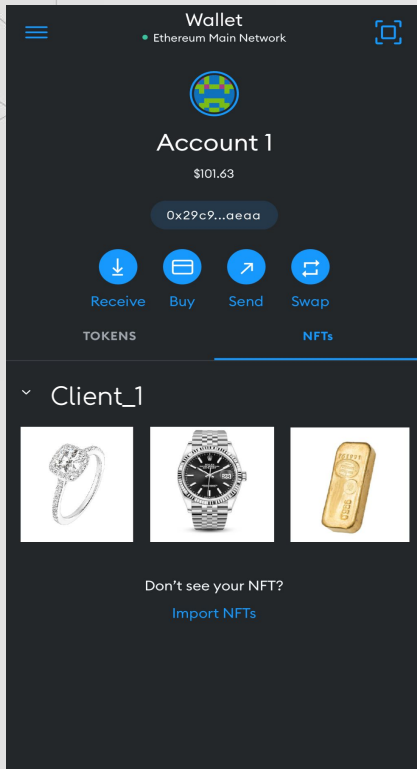 Wallet
Ethereum Main Network
Account 1
$101.63
0x29c9...aeaa
Receive Buy Send Swap
TOKENS NFTs
Client_1
Don't see your NFT?
Import NFTs